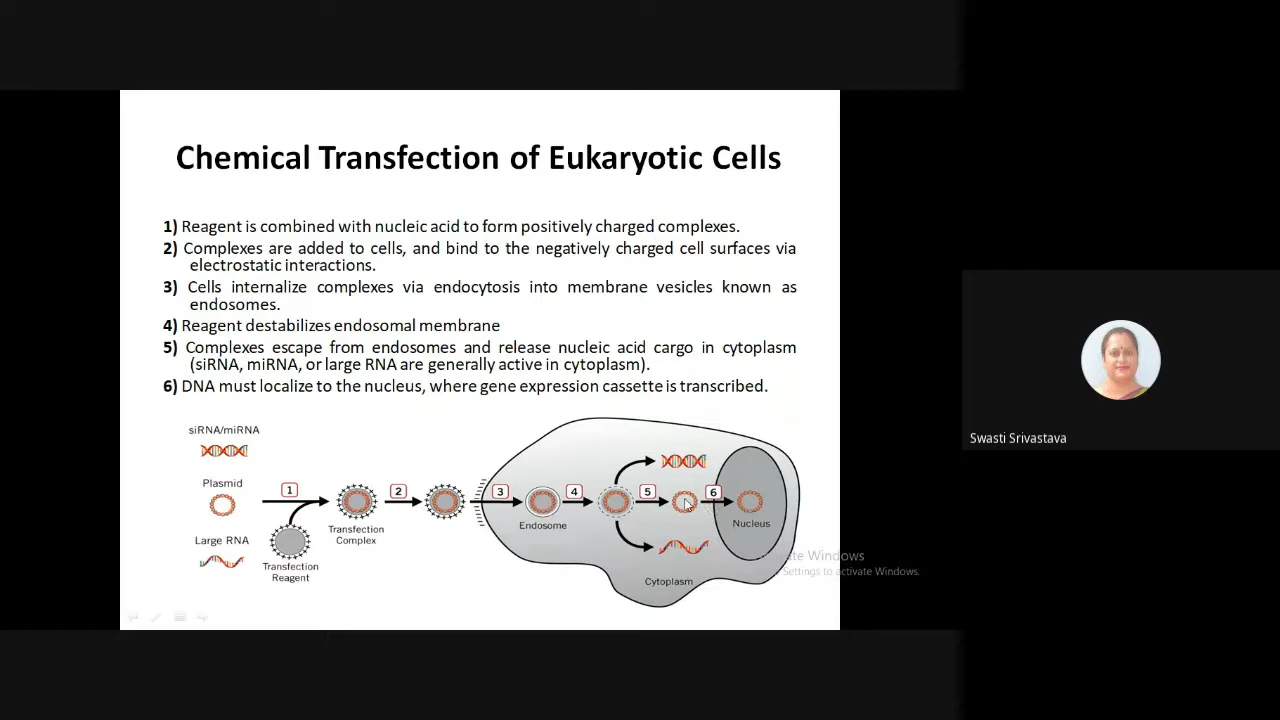 Chemical Transfection of Eukaryotic Cells
1) Reagent is combined with nucleic acid to form positively charged complexes.
2) Complexes are added to cells, and bind to the negatively charged cell surfaces via
electrostatic interactions.
3) Cells internalize complexes via endocytosis into membrane vesicles known as
endosomes.
4) Reagent destabilizes endosomal membrane
5) Complexes escape from endosomes and release nucleic acid cargo in cytoplasm
(siRNA, miRNA, or large RNA are generally active in cytoplasm).
6) DNA must localize to the nucleus, where gene expression cassette is transcribed.
siRNA/miRNA
Plasmid
Large RNA
1
Transfection
Reagent
Transfection
Complex
2
3
Endosome
4
5
6
Nucleus
Cytoplasm
Windows
Settings to activate Windows.
Swasti Srivastava